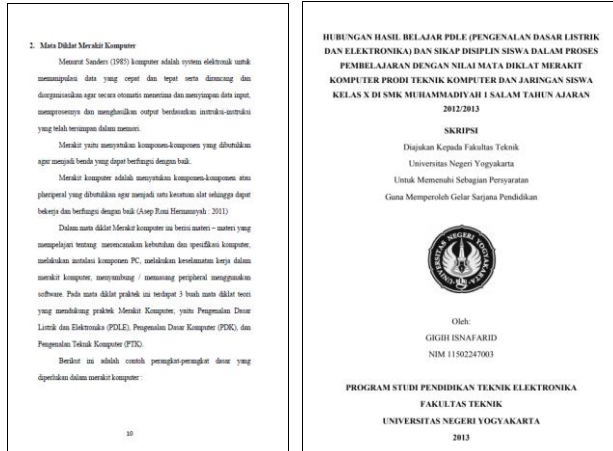 2. Mata Diklat Merakit Komputer
Menurut Sanders (1985) komputer adalah system elektronik untuk
memanipulasi data yang cepat dan tepat serta dirancang dan
diorganisasikan agar secara otomatis menerima dan menyimpan data input,
memprosesnya dan menghasilkan output berdasarkan instruksi-instruksi
yang telah tersimpan dalam memori.
Merakit yaitu menyatukan komponen-komponen yang dibutuhkan
agar menjadi benda yang dapat berfungsi dengan baik.
Merakit komputer adalah menyatukan komponen-komponen atau
pheriperal yang dibutuhkan agar menjadi satu kesatuan alat sehingga dapat
bekerja dan berfungsi dengan baik (Asep Roni Hermansyah : 2011)
Dalam mata diklat Merakit komputer ini berisi materi – materi yang
mempelajari tentang merencanakan kebutuhan dan spesifikasi komputer,
melakukan instalasi komponen PC, melakukan keselamatan kerja dalam
merakit komputer, menyambung / memasang peripheral menggunakan
software. Pada mata diklat praktek ini terdapat 3 buah mata diklat teori
yang mendukung praktek Merakit Komputer, yaitu Pengenalan Dasar
Listrik dan Elektronika (PDLE), Pengenalan Dasar Komputer (PDK), dan
Pengenalan Teknik Komputer (PTK).
Berikut ini adalah contoh perangkat-perangkat dasar yang
diperlukan dalam merakit komputer :
10
HUBUNGAN HASIL BELAJAR PDLE (PENGENALAN DASAR LISTRIK
DAN ELEKTRONIKA) DAN SIKAP DISIPLIN SISWA DALAM PROSES
PEMBELAJARAN DENGAN NILAI MATA DIKLAT MERAKIT
KOMPUTER PRODI TEKNIK KOMPUTER DAN JARINGAN SISWA
KELAS X DI SMK MUHAMMADIYAH 1 SALAM TAHUN AJARAN
2012/2013
SKRIPSI
Diajukan Kepada Fakultas Teknik
Universitas Negeri Yogyakarta
Untuk Memenuhi Sebagian Persyaratan
Guna Memperoleh Gelar Sarjana Pendidikan
UNIVERSITAS NEGERI YOGYAKARTA
Oleh:
GIGIH ISNAFARID
NIM 11502247003
PROGRAM STUDI PENDIDIKAN TEKNIK ELEKTRONIKA
FAKULTAS TEKNIK
UNIVERSITAS NEGERI YOGYAKARTA
2013